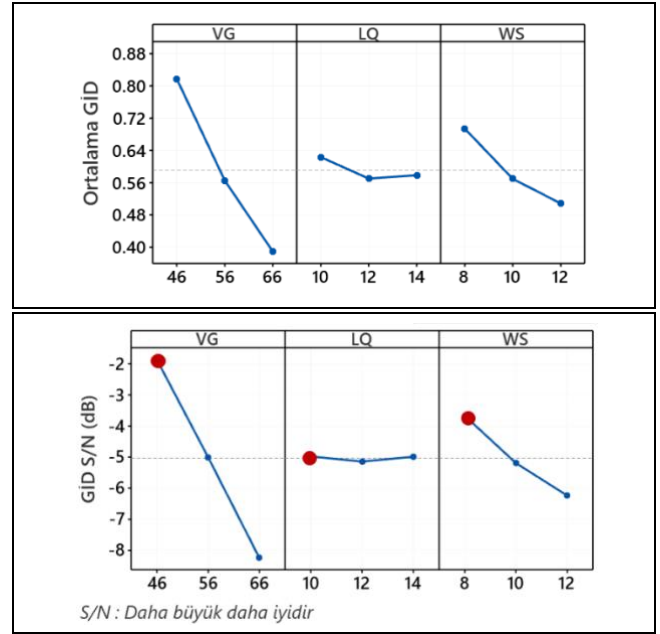 VG LQ WS
0.88
0.80
0.72
0.64
0.56
0.48
0.40
Ortalama GİD
46 56 66 10 12 14 8 10 12
VG LQ WS
-2
-3
-4
-5
-6
-7
-8
GİD S/N (dB)
46 56 66 10 12 14 8 10 12
S/N : Daha büyük daha iyidir